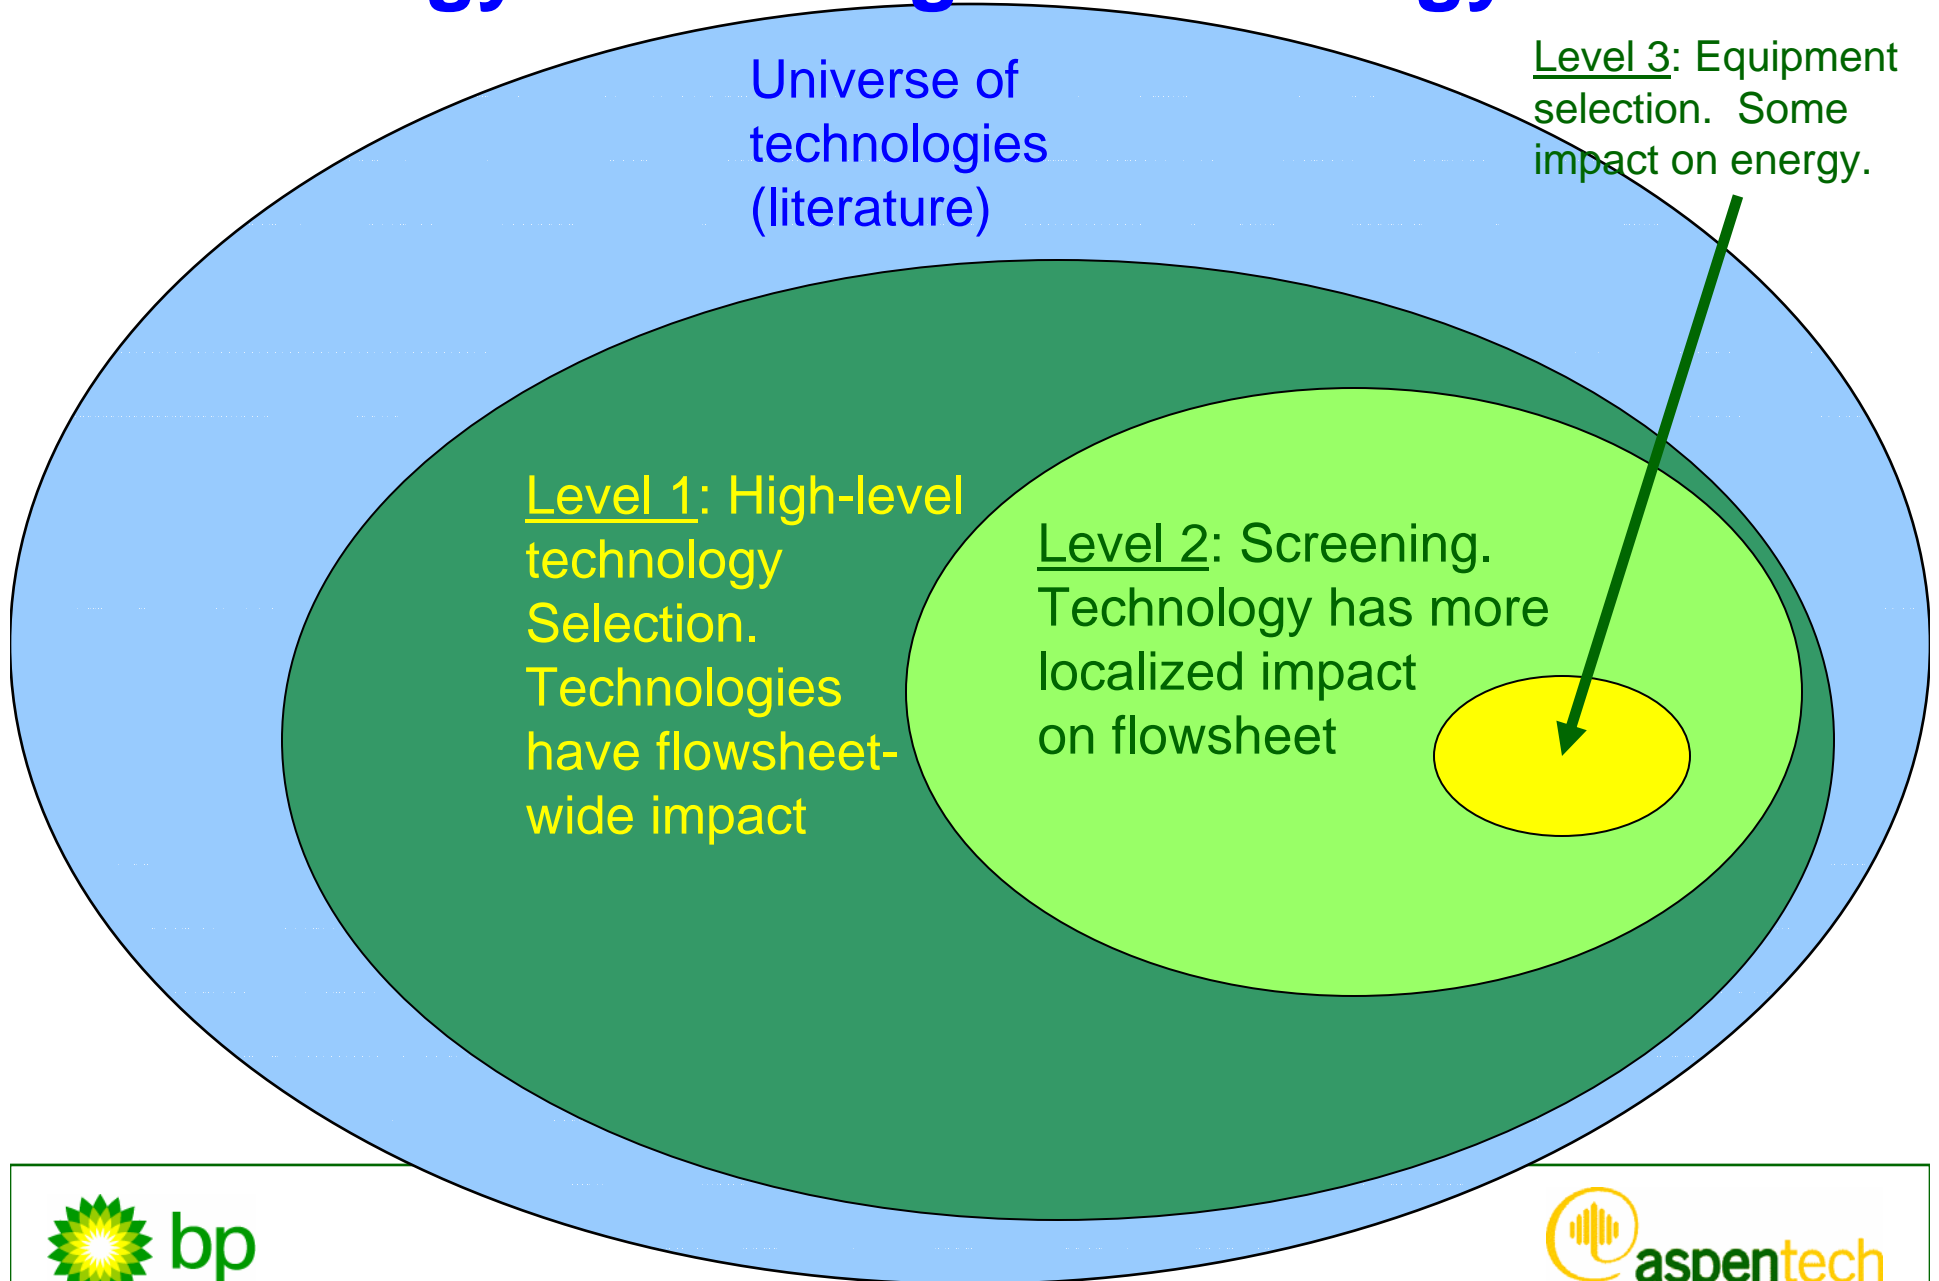 Universe of
technologies
(literature)
Level 3: Equipment
selection. Some
impact on energy.
Level 1: High-level
technology
Selection.
Technologies
have flowsheet-
wide impact
Level 2: Screening.
Technology has more
localized impact
on flowsheet
bp
aspentech